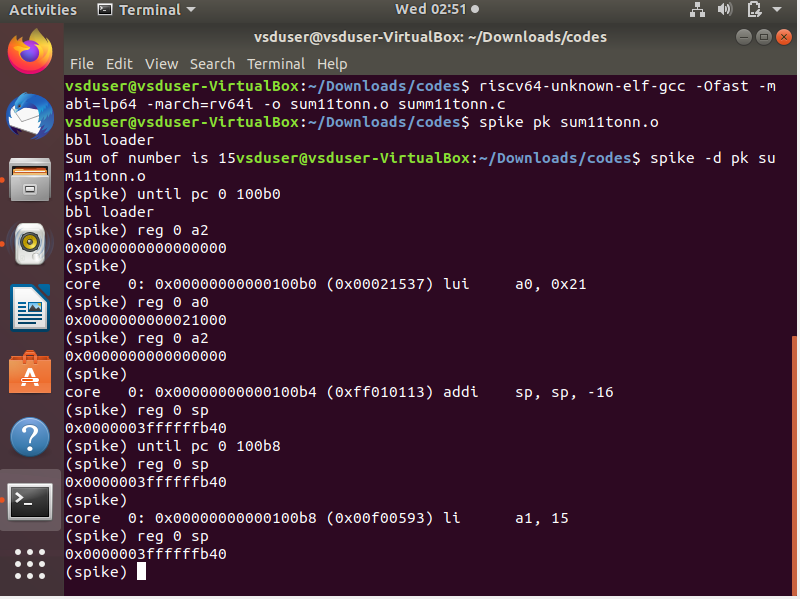 Activities Terminal Wed 02:51
vsduser@vsduser-VirtualBox: ~/Downloads/codes
File Edit View Search Terminal Help
vsduser@vsduser-VirtualBox:~/Downloads/codes$ riscv64-unknown-elf-gcc -Ofast -m
abi=lp64 -march=rv64i -o sum11tonn.o summ11tonn.c
vsduser@vsduser-VirtualBox:~/Downloads/codes$ spike pk sum11tonn.o
bbl loader
Sum of number is 15vsduser@vsduser-VirtualBox:~/Downloads/codes$ spike -d pk su
m11tonn.o
(spike) until pc 0 100b0
bbl loader
(spike) reg 0 a2
0x0000000000000000
(spike)
core   0: 0x00000000000100b0 (0x00021537) lui     a0, 0x21
(spike) reg 0 a0
0x0000000000021000
(spike) reg 0 a2
0x0000000000000000
(spike)
core   0: 0x00000000000100b4 (0xff010113) addi    sp, sp, -16
(spike) reg 0 sp
0x0000003ffffffb40
(spike) until pc 0 100b8
(spike) reg 0 sp
0x0000003ffffffb40
(spike)
core   0: 0x00000000000100b8 (0x00f00593) li      a1, 15
(spike) reg 0 sp
0x0000003ffffffb40
(spike)